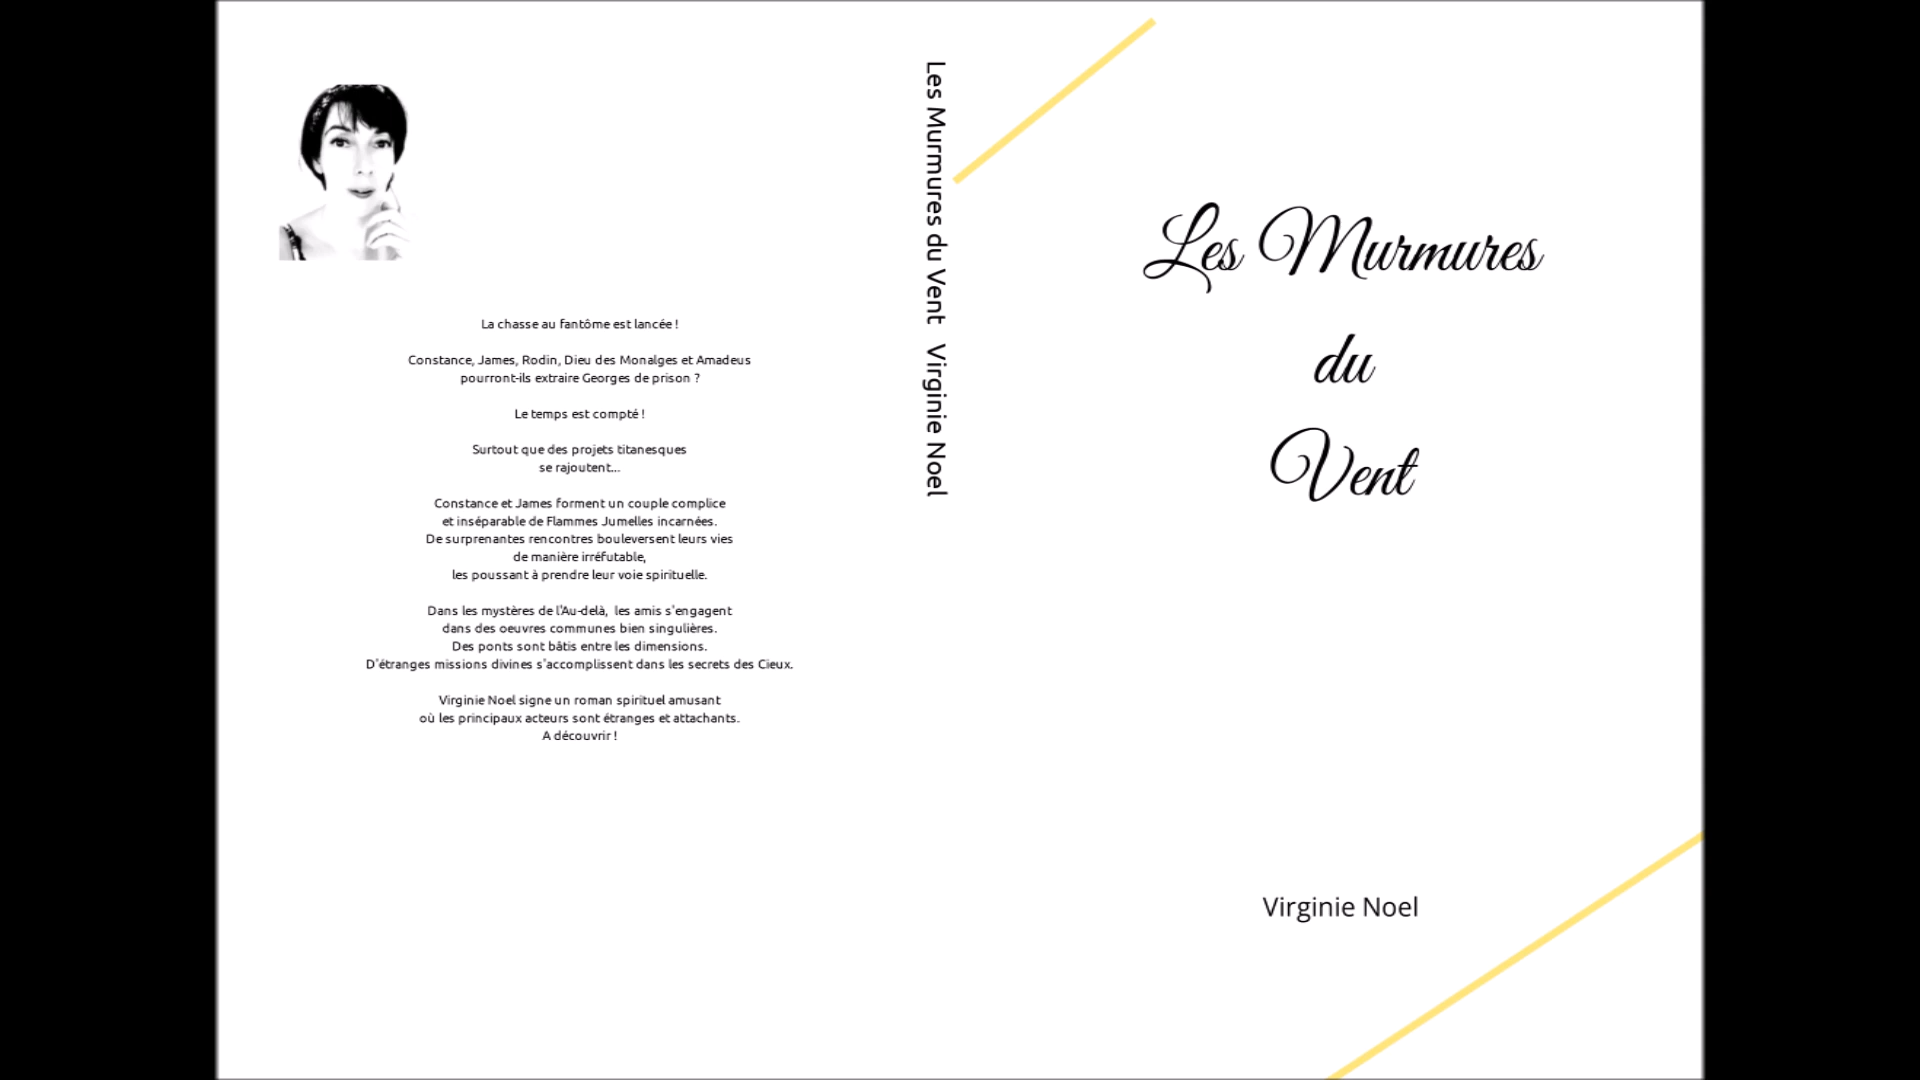 La chasse au fantôme est lancée !
Constance, James, Rodin, Dieu des Monalges et Amadeus
pourront-ils extraire Georges de prison ?
Le temps est compté !
Surtout que des projets titanesques
se rajoutent...
Constance et James forment un couple complice
et inséparable de Flammes Jumelles incarnées.
De surprenantes rencontres bouleversent leurs vies
de manière irréfutable,
les poussant à prendre leur voie spirituelle.
Dans les mystères de l'Au-delà, les amis s'engagent
dans des oeuvres communes bien singulières.
Des ponts sont bâtis entre les dimensions.
D'étranges missions divines s'accomplissent dans les secrets des Cieux.
Virginie Noel signe un roman spirituel amusant
où les principaux acteurs sont étranges et attachants.
A découvrir !
Les Murmures du Vent Virginie Noel
Les Murmures
du
Vent
Virginie Noel